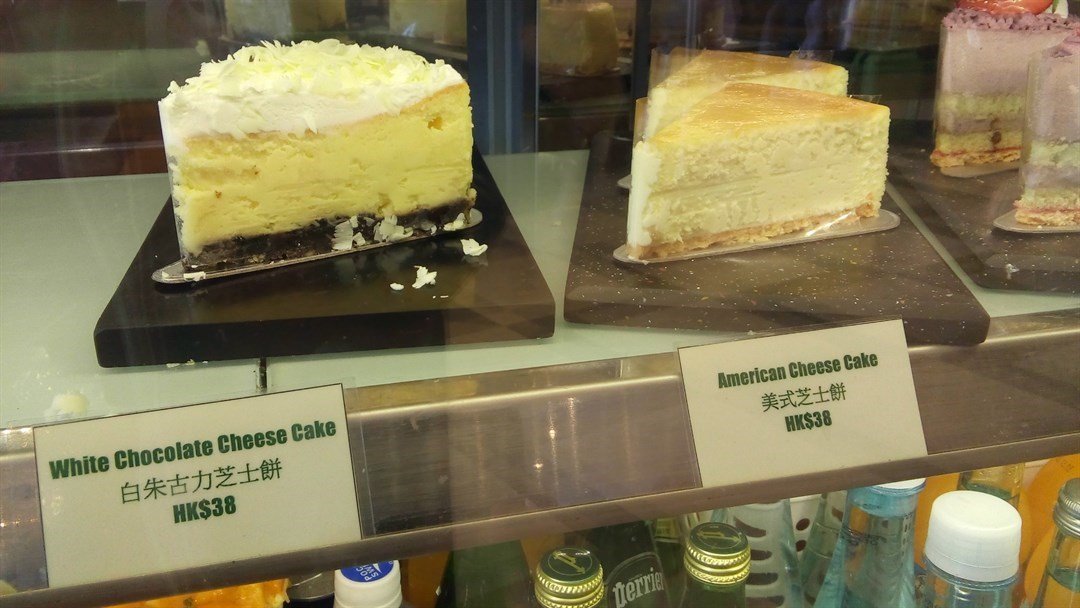 White Chocolate Cheese Cake
白朱古力芝士餅
HK$38
American Cheese Cake
美式芝士餅
HK$38
Perrier